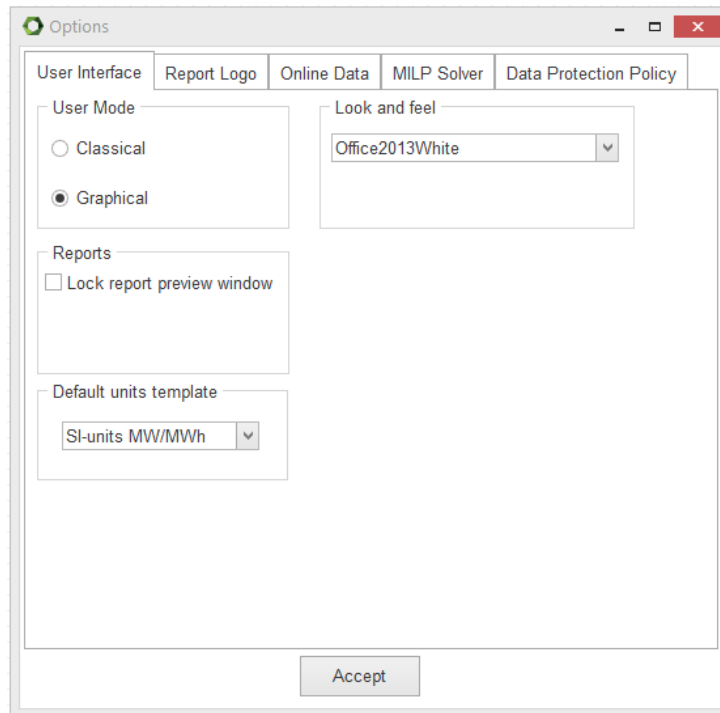 Options
User Interface
Report Logo
Online Data
MILP Solver
Data Protection Policy
User Mode
Classical
Graphical
Look and feel
Office2013White
Reports
Lock report preview window
Default units template
SI-units MW/MWh
Accept